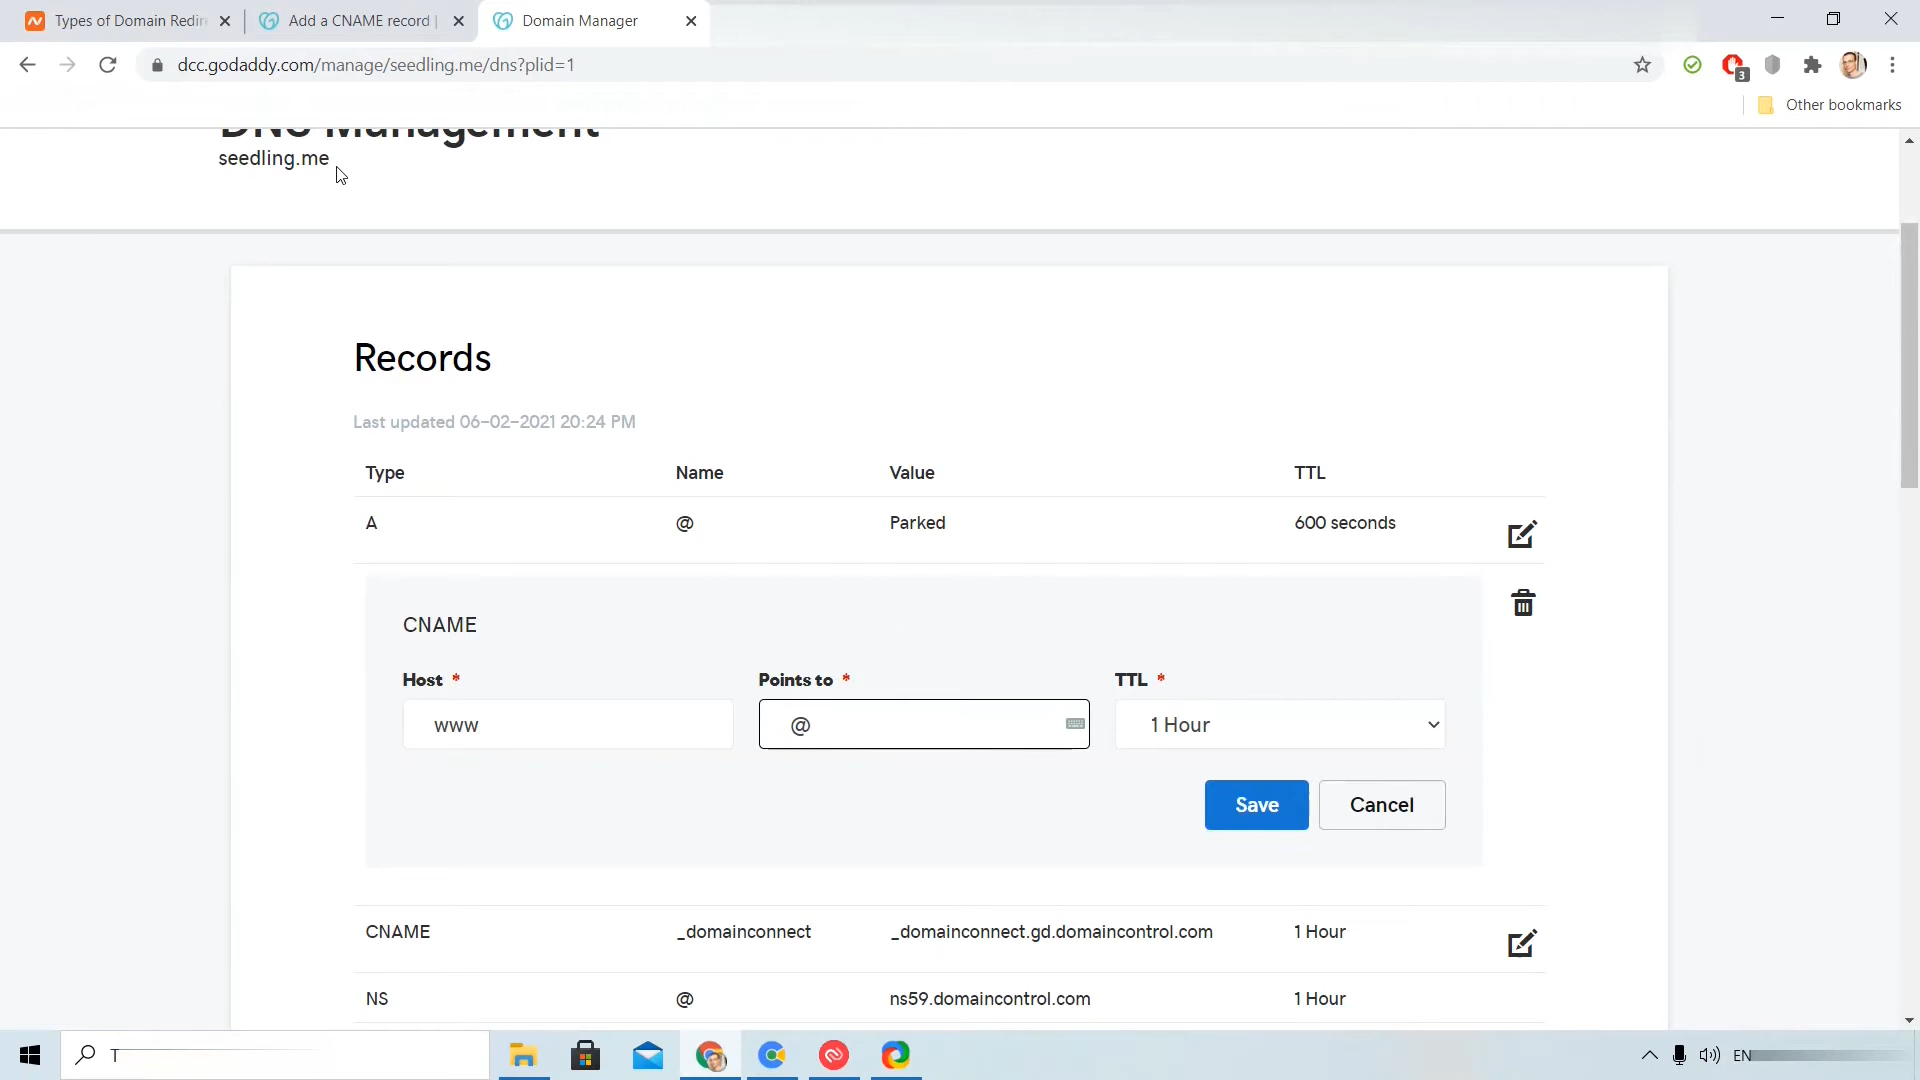 Types of Domain Redir
Add a CNAME record |
Domain Manager
dcc.godaddy.com/manage/seedling.me/dns?plid=1
3
Other bookmarks
DNS Management
seedling.me
Records
Last updated 06-02-2021 20:24 PM
Type Name Value TTL
A @ Parked 600 seconds
CNAME
Host * Points to * TTL *
www @ 1 Hour
Save Cancel
CNAME _domainconnect _domainconnect.gd.domaincontrol.com 1 Hour
NS @ ns59.domaincontrol.com 1 Hour
T
EN